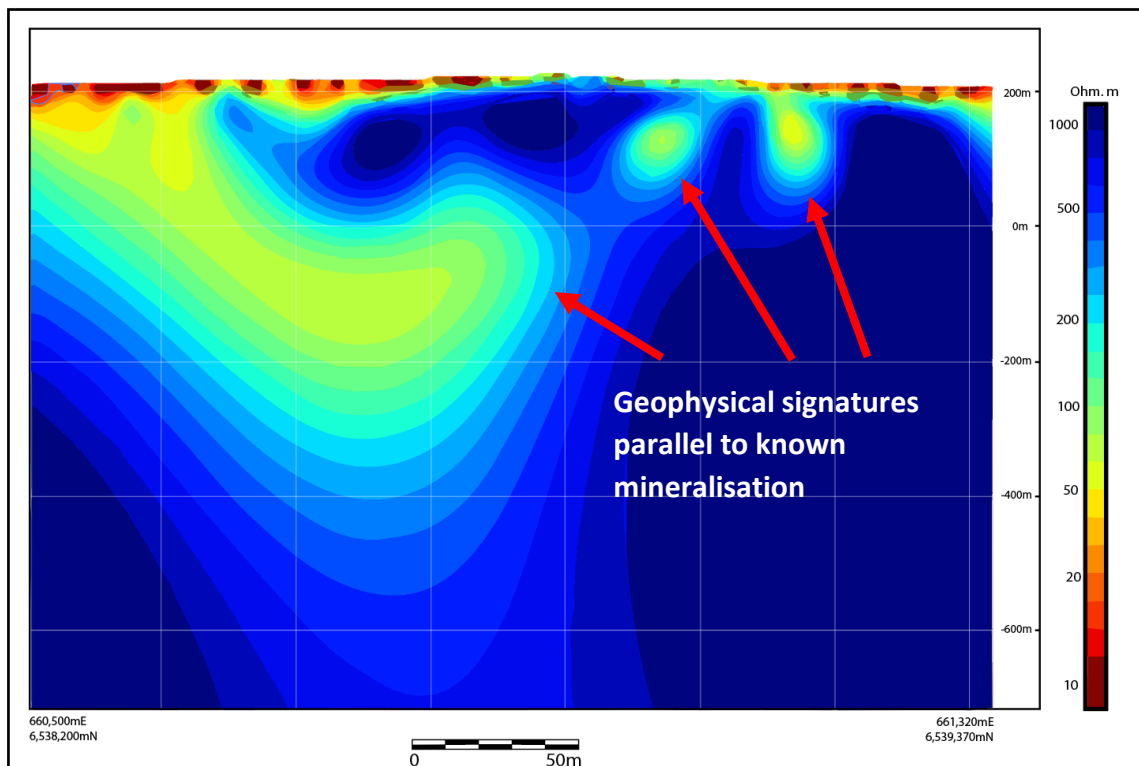 Ohm. m
1000
500
200
100
50
20
10
200m
0m
-200m
-400m
-600m
Geophysical signatures
parallel to known
mineralisation
660,500mE
6,538,200mN
661,320mE
6,539,370mN
0
50m